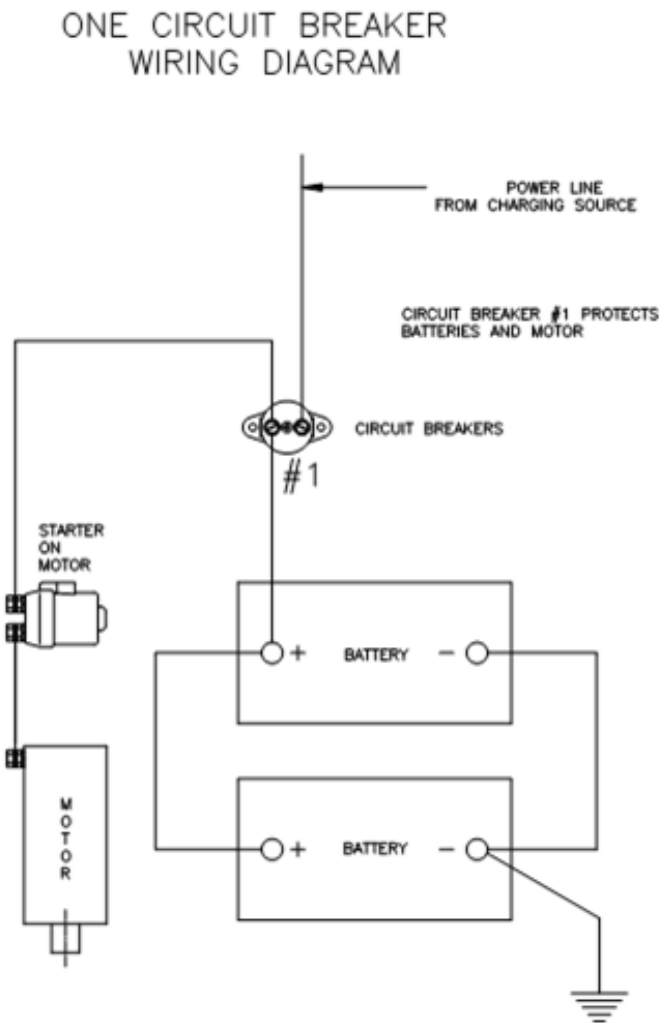 ONE CIRCUIT BREAKER
WIRING DIAGRAM
POWER LINE
FROM CHARGING SOURCE
CIRCUIT BREAKER #1 PROTECTS
BATTERIES AND MOTOR
CIRCUIT BREAKERS
#1
STARTER
ON
MOTOR
+ BATTERY -
+ BATTERY -
MOTOR